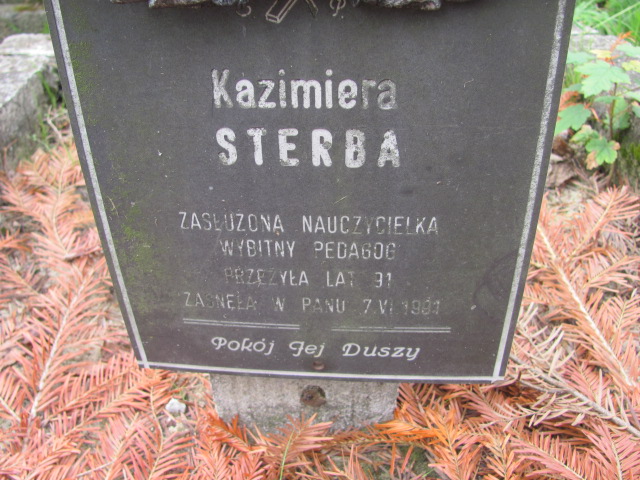 Kazimiera
STERBA
ZASŁUŻONA NAUCZYCIELKA
WYBITNY PEDAGOG
PRZEŻYŁA LAT 91
ZASNĘŁA W PANU 7.VI.1991
Pokój Jej Duszy